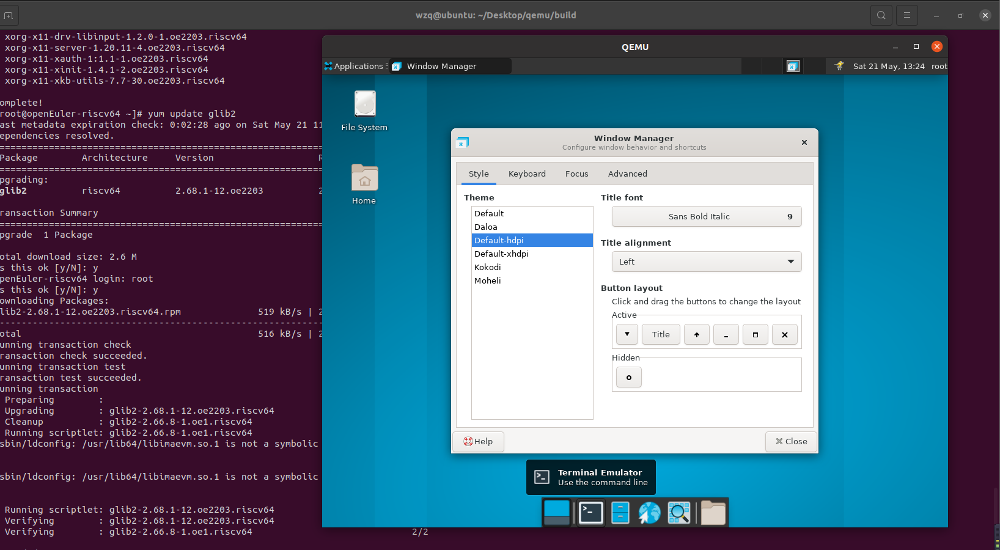 wzq@ubuntu: ~/Desktop/qemu/build
xorg-x11-drv-libinput-1.2.0-1.oe2203.riscv64
xorg-x11-server-1.20.11-4.oe2203.riscv64
xorg-x11-xauth-1:1.1-1.oe2203.riscv64
xorg-x11-xinit-1.4.1-2.oe2203.riscv64
xorg-x11-xkb-utils-7.7-30.oe2203.riscv64
omplete!
root@openEuler-riscv64 ~]# yum update glib2
ast metadata expiration check: 0:02:28 ago on Sat May 21 11
ependencies resolved.
================================================================
Package Architecture Version R
================================================================
pgrading:
glib2 riscv64 2.68.1-12.oe2203 2
ransaction Summary
================================================================
pgrade 1 Package
otal download size: 2.6 M
s this ok [y/N]: y
penEuler-riscv64 login: root
s this ok [y/N]: y
ownloading Packages:
lib2-2.68.1-12.oe2203.riscv64.rpm 519 kB/s | 2
----------------------------------------------------------------
otal 516 kB/s | 2
unning transaction check
ransaction check succeeded.
unning transaction test
ransaction test succeeded.
unning transaction
Preparing :
Upgrading : glib2-2.68.1-12.oe2203.riscv64
Cleanup : glib2-2.66.8-1.oe1.riscv64
Running scriptlet: glib2-2.66.8-1.oe1.riscv64
sbin/ldconfig: /usr/lib64/libimaevm.so.1 is not a symbolic
sbin/ldconfig: /usr/lib64/libimaevm.so.1 is not a symbolic
Running scriptlet: glib2-2.68.1-12.oe2203.riscv64
Verifying : glib2-2.68.1-12.oe2203.riscv64
Verifying : glib2-2.66.8-1.oe1.riscv64 2/2
QEMU
Applications
Window Manager
Sat 21 May, 13:24 root
File System
Home
Window Manager
Configure window behavior and shortcuts
Style Keyboard Focus Advanced
Theme
Default
Daloa
Default-hdpi
Default-xhdpi
Kokodi
Moheli
Title font
Sans Bold Italic 9
Title alignment
Left
Button layout
Click and drag the buttons to change the layout
Active
Title
Hidden
Help
Close
Terminal Emulator
Use the command line